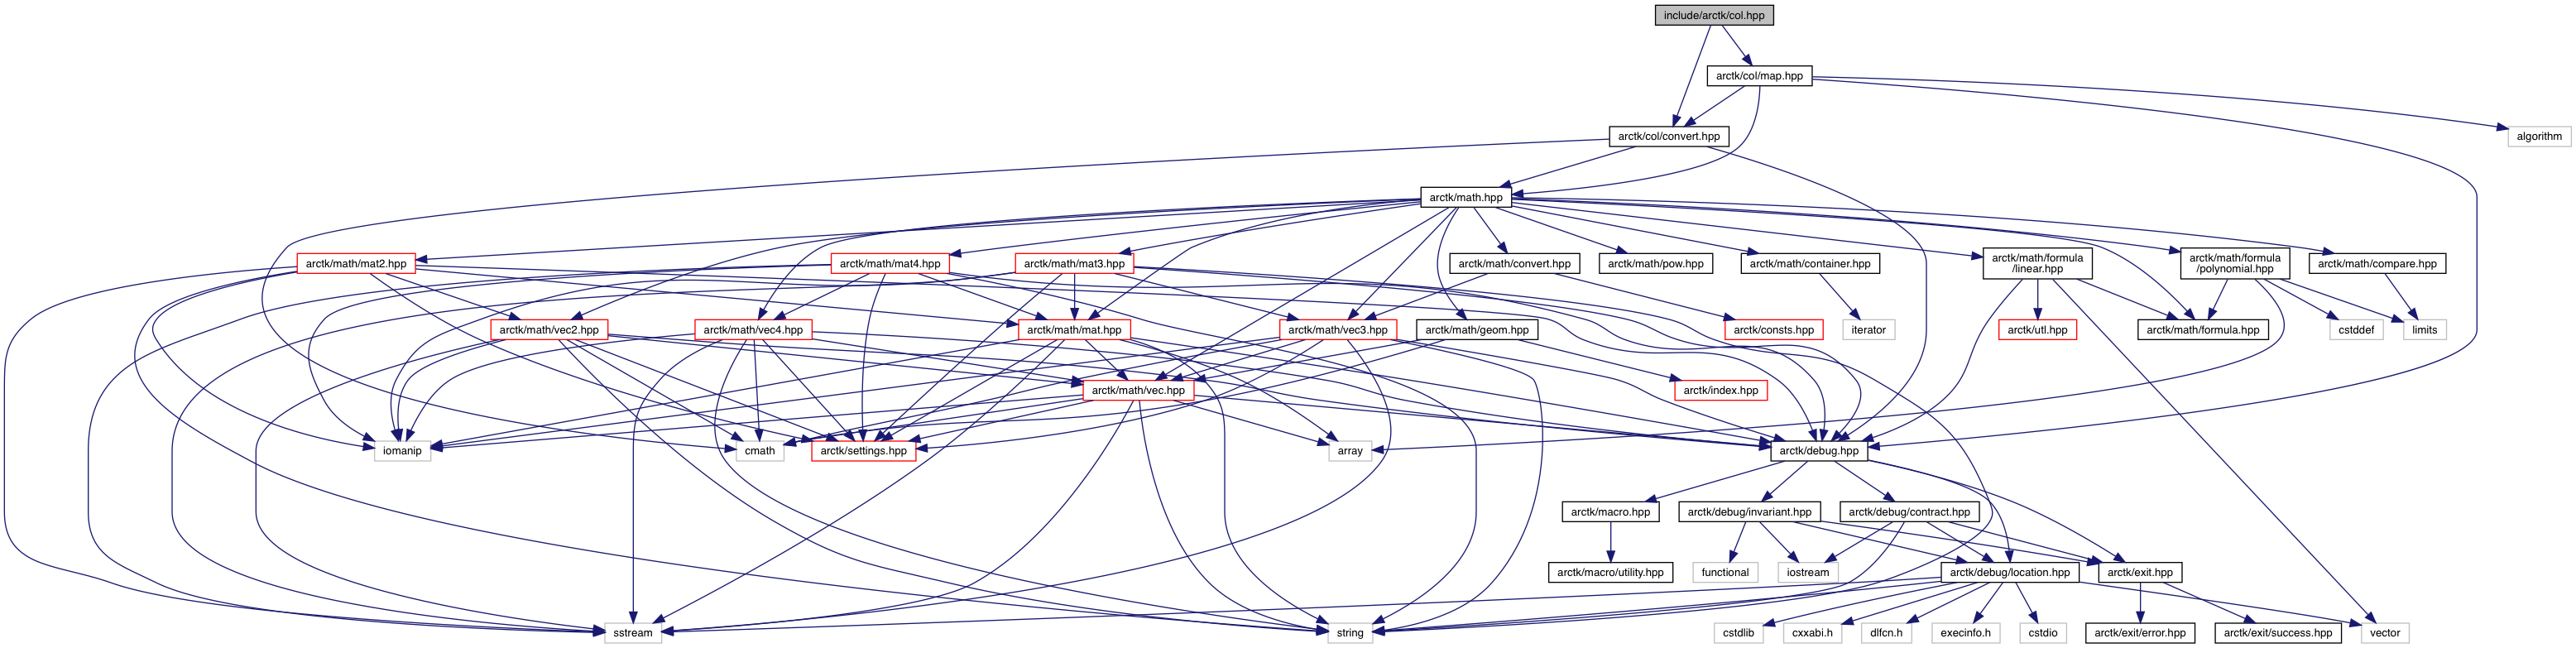 include/arctk/col.hpp
arctk/col/map.hpp
arctk/col/convert.hpp
algorithm
arctk/math.hpp
arctk/math/mat2.hpp
arctk/math/mat4.hpp
arctk/math/mat3.hpp
arctk/math/convert.hpp
arctk/math/pow.hpp
arctk/math/container.hpp
arctk/math/formula
/linear.hpp
arctk/math/formula
/polynomial.hpp
arctk/math/compare.hpp
arctk/math/vec2.hpp
arctk/math/vec4.hpp
arctk/math/mat.hpp
arctk/math/vec3.hpp
arctk/math/geom.hpp
arctk/consts.hpp
iterator
arctk/utl.hpp
arctk/math/formula.hpp
cstddef
limits
arctk/math/vec.hpp
arctk/index.hpp
iomanip
cmath
arctk/settings.hpp
array
arctk/debug.hpp
arctk/macro.hpp
arctk/debug/invariant.hpp
arctk/debug/contract.hpp
arctk/macro/utility.hpp
functional
iostream
arctk/debug/location.hpp
arctk/exit.hpp
sstream
string
cstdlib
cxxabi.h
dlfcn.h
execinfo.h
cstdio
arctk/exit/error.hpp
arctk/exit/success.hpp
vector